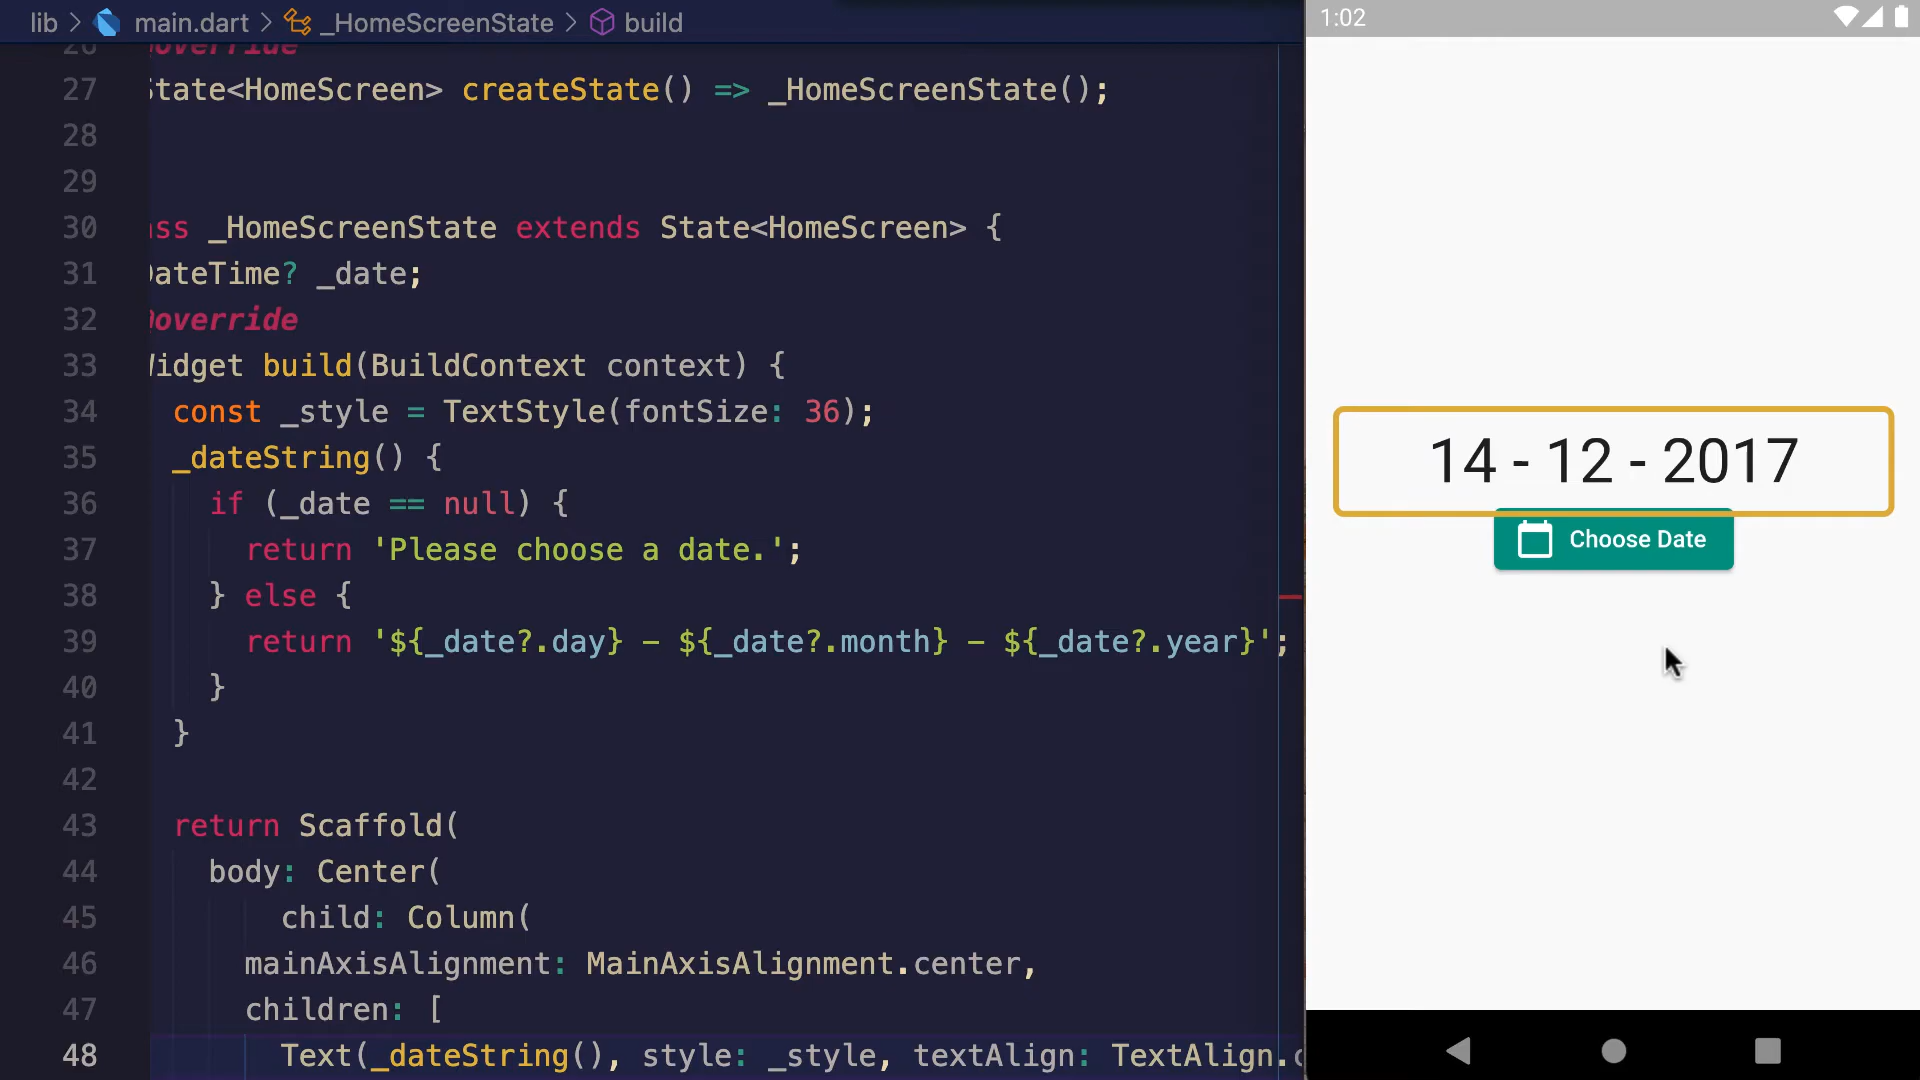 lib > main.dart > _HomeScreenState > build
1:02
27 State<HomeScreen> createState() => _HomeScreenState();
28
29
30 ass _HomeScreenState extends State<HomeScreen> {
31 DateTime? _date;
32 @override
33 Widget build(BuildContext context) {
34 const _style = TextStyle(fontSize: 36);
35 _dateString() {
36 if (_date == null) {
37 return 'Please choose a date.';
38 } else {
39 return '${_date?.day} - ${_date?.month} - ${_date?.year}';
40 }
41 }
42
43 return Scaffold(
44 body: Center(
45 child: Column(
46 mainAxisAlignment: MainAxisAlignment.center,
47 children: [
48 Text(_dateString(), style: _style, textAlign: TextAlign.c
14 - 12 - 2017
Choose Date